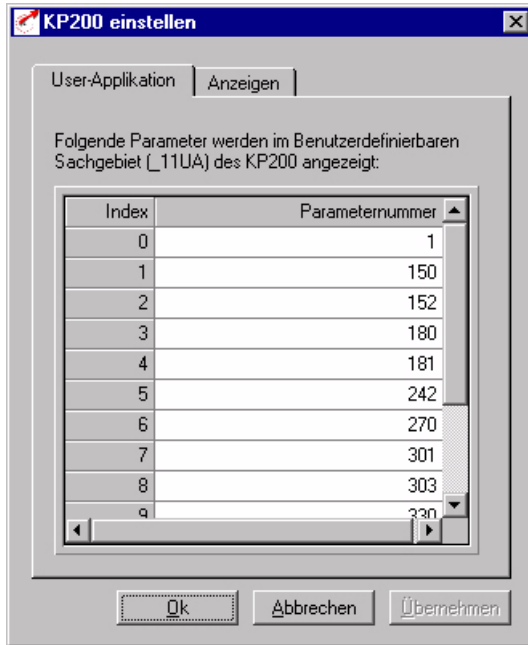 KP200 einstellen
User-Applikation Anzeigen
Folgende Parameter werden im Benutzerdefinierbaren
Sachgebiet (_11UA) des KP200 angezeigt:
Index Parameternummer
0 1
1 150
2 152
3 180
4 181
5 242
6 270
7 301
8 303
9 330
Ok Abbrechen Übernehmen